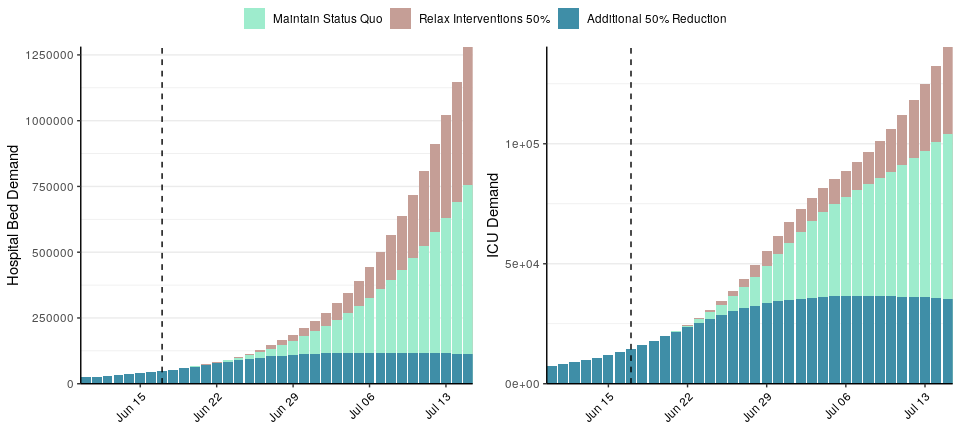 Maintain Status Quo Relax Interventions 50% Additional 50% Reduction
Hospital Bed Demand
1250000
1000000
750000
500000
250000
0
Jun 15 Jun 22 Jun 29 Jul 06 Jul 13
ICU Demand
1e+05
5e+04
0e+00
Jun 15 Jun 22 Jun 29 Jul 06 Jul 13